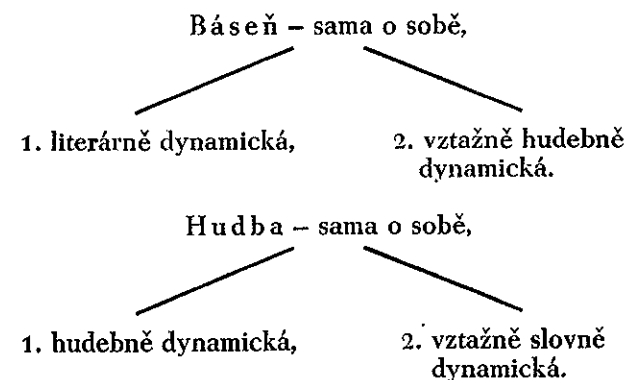 Báseň – sama o sobě,
1. literárně dynamická, 2. vztažně hudebně
dynamická.
Hudba – sama o sobě,
1. hudebně dynamická, 2. vztažně slovně
dynamická.